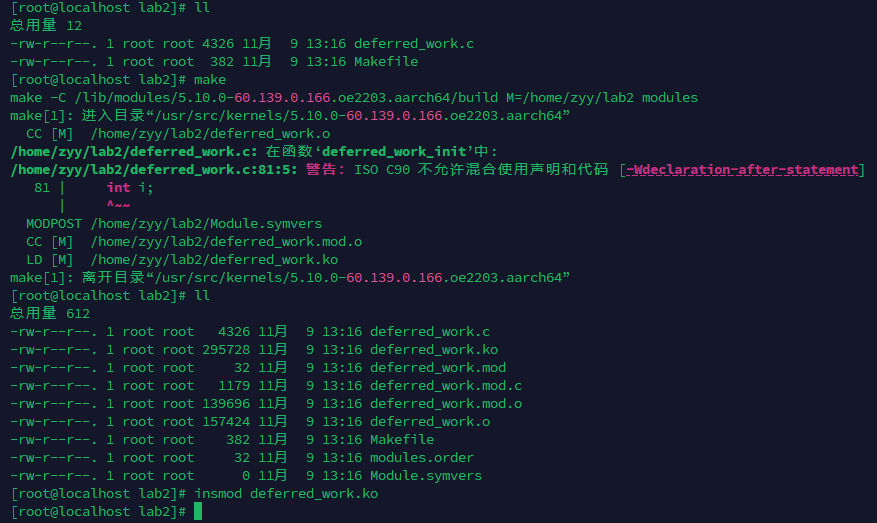 [root@localhost lab2]# ll
总用量 12
-rw-r--r--. 1 root root 4326 11月  9 13:16 deferred_work.c
-rw-r--r--. 1 root root  382 11月  9 13:16 Makefile
[root@localhost lab2]# make
make -C /lib/modules/5.10.0-60.139.0.166.oe2203.aarch64/build M=/home/zyy/lab2 modules
make[1]: 进入目录“/usr/src/kernels/5.10.0-60.139.0.166.oe2203.aarch64”
  CC [M]  /home/zyy/lab2/deferred_work.o
/home/zyy/lab2/deferred_work.c: 在函数‘deferred_work_init’中:
/home/zyy/lab2/deferred_work.c:81:5: 警告: ISO C90 不允许混合使用声明和代码 [-Wdeclaration-after-statement]
   81 |     int i;
      |     ^~~
  MODPOST /home/zyy/lab2/Module.symvers
  CC [M]  /home/zyy/lab2/deferred_work.mod.o
  LD [M]  /home/zyy/lab2/deferred_work.ko
make[1]: 离开目录“/usr/src/kernels/5.10.0-60.139.0.166.oe2203.aarch64”
[root@localhost lab2]# ll
总用量 612
-rw-r--r--. 1 root root   4326 11月  9 13:16 deferred_work.c
-rw-r--r--. 1 root root 295728 11月  9 13:16 deferred_work.ko
-rw-r--r--. 1 root root     32 11月  9 13:16 deferred_work.mod
-rw-r--r--. 1 root root   1179 11月  9 13:16 deferred_work.mod.c
-rw-r--r--. 1 root root 139696 11月  9 13:16 deferred_work.mod.o
-rw-r--r--. 1 root root 157424 11月  9 13:16 deferred_work.o
-rw-r--r--. 1 root root    382 11月  9 13:16 Makefile
-rw-r--r--. 1 root root     32 11月  9 13:16 modules.order
-rw-r--r--. 1 root root      0 11月  9 13:16 Module.symvers
[root@localhost lab2]# insmod deferred_work.ko
[root@localhost lab2]#